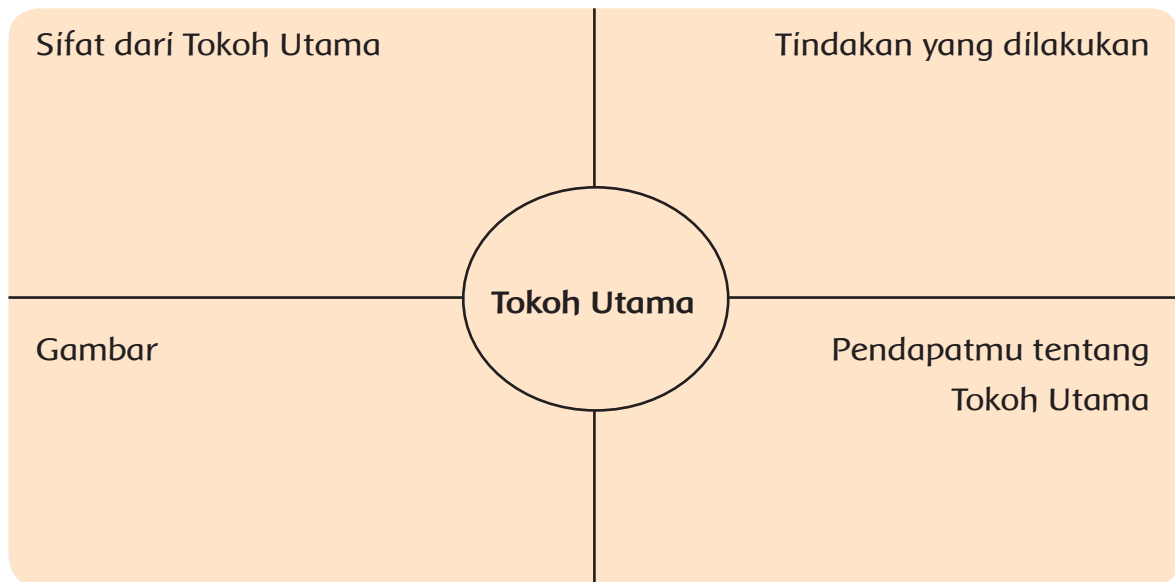 Sifat dari Tokoh Utama
Tindakan yang dilakukan
Tokoh Utama
Gambar
Pendapatmu tentang
Tokoh Utama